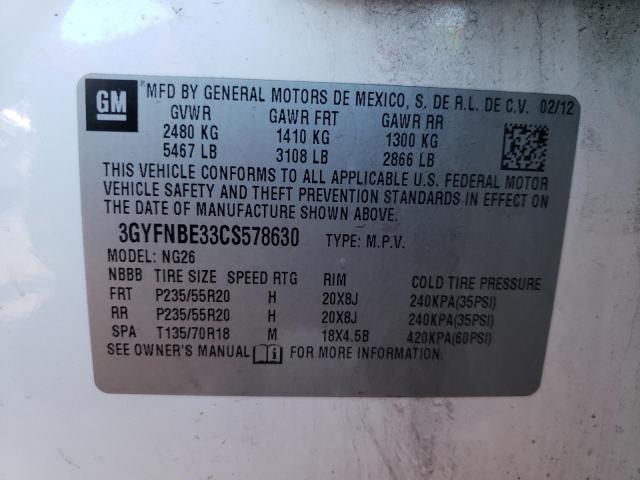 GM
MFD BY GENERAL MOTORS DE MEXICO, S. DE R.L. DE C.V. 02/12
GVWR GAWR FRT GAWR RR
2480 KG 1410 KG 1300 KG
5467 LB 3108 LB 2866 LB
THIS VEHICLE CONFORMS TO ALL APPLICABLE U.S. FEDERAL MOTOR
VEHICLE SAFETY AND THEFT PREVENTION STANDARDS IN EFFECT ON
THE DATE OF MANUFACTURE SHOWN ABOVE.
3GYFNBE33CS578630 TYPE: M.P.V.
MODEL: NG26
NBBB TIRE SIZE SPEED RTG RIM COLD TIRE PRESSURE
FRT P235/55R20 H 20X8J 240KPA(35PSI)
RR P235/55R20 H 20X8J 240KPA(35PSI)
SPA T135/70R18 M 18X4.5B 420KPA(60PSI)
SEE OWNER'S MANUAL FOR MORE INFORMATION.